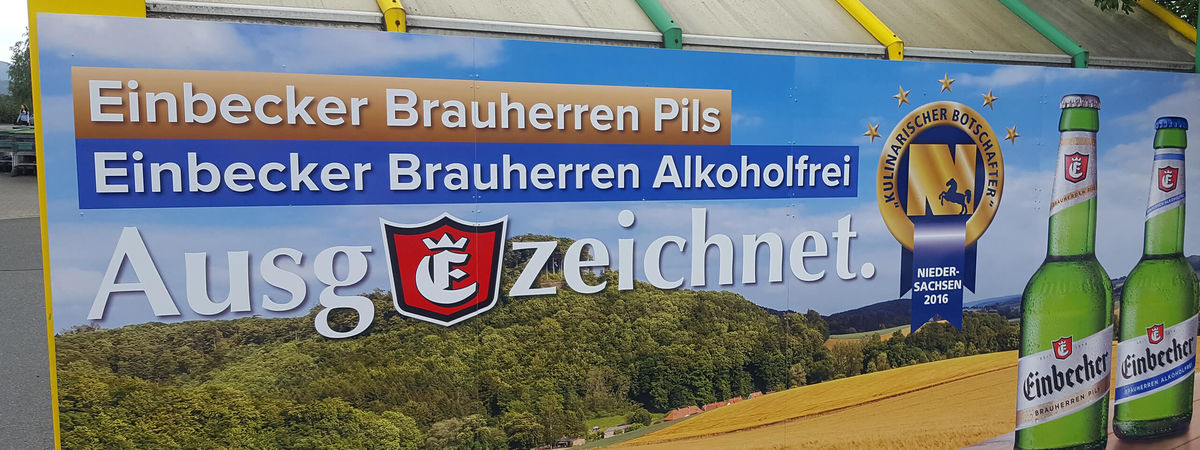 Einbecker Brauherren Pils
Einbecker Brauherren Alkoholfrei
AusgEzeichnet.
"KULINARISCHER BOTSCHAFTER"
N
NIEDER-
SACHSEN
2016
E
E
E
Einbecker
BRAUHERREN PILS
E
Einbecker
BRAUHERREN ALKOHOLFREI